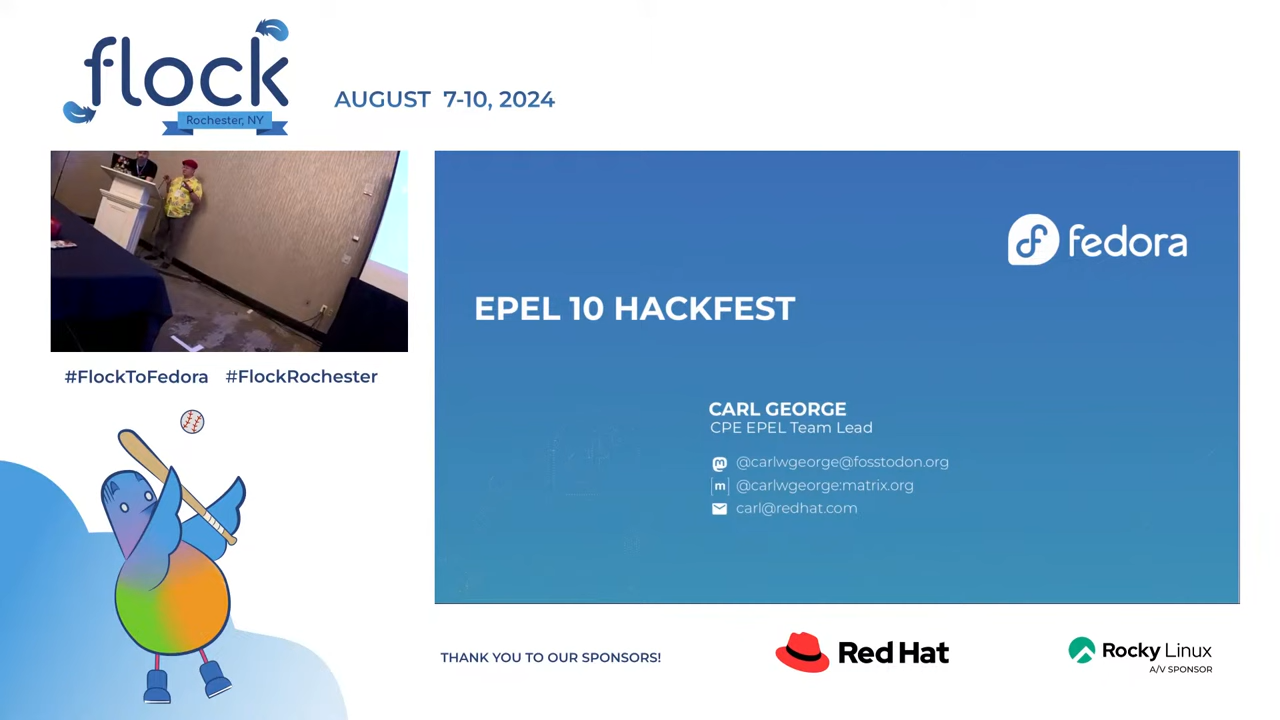 flock
Rochester, NY
AUGUST 7-10, 2024
fedora
EPEL 10 HACKFEST
CARL GEORGE
CPE EPEL Team Lead
@carlwgeorge@fosstodon.org
[m] @carlwgeorge:matrix.org
carl@redhat.com
#FlockToFedora #FlockRochester
THANK YOU TO OUR SPONSORS!
Red Hat
Rocky Linux
A/V SPONSOR